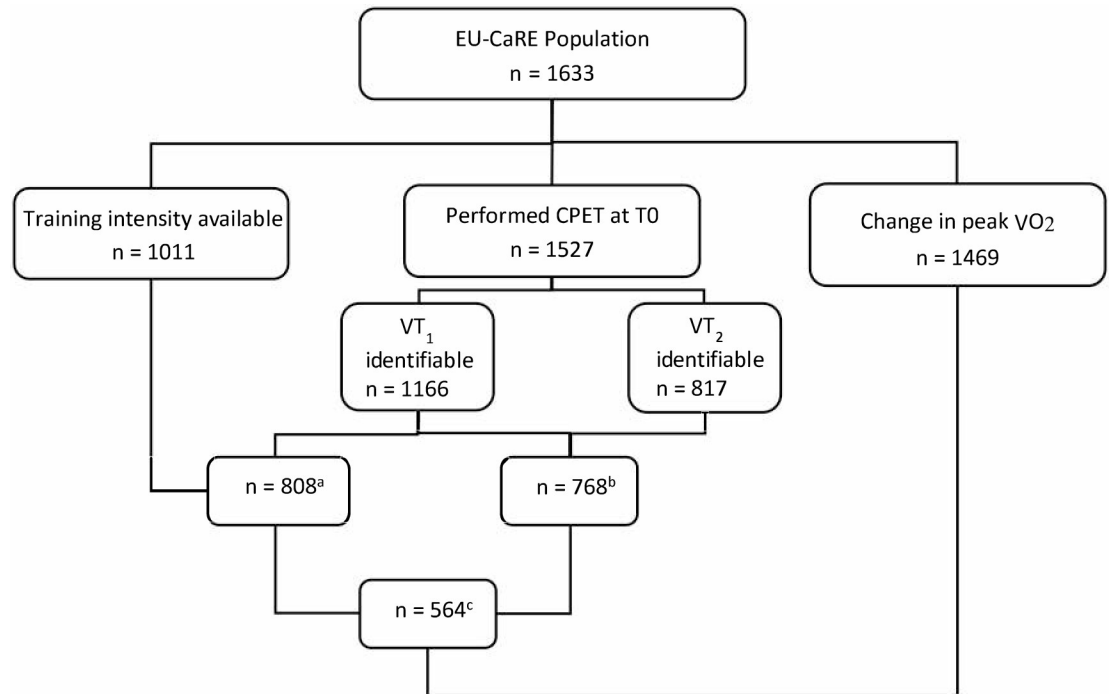 EU-CaRE Population
n = 1633
Training intensity available
n = 1011
Performed CPET at T0
n = 1527
Change in peak VO2
n = 1469
VT1
identifiable
n = 1166
VT2
identifiable
n = 817
n = 808a
n = 768b
n = 564c